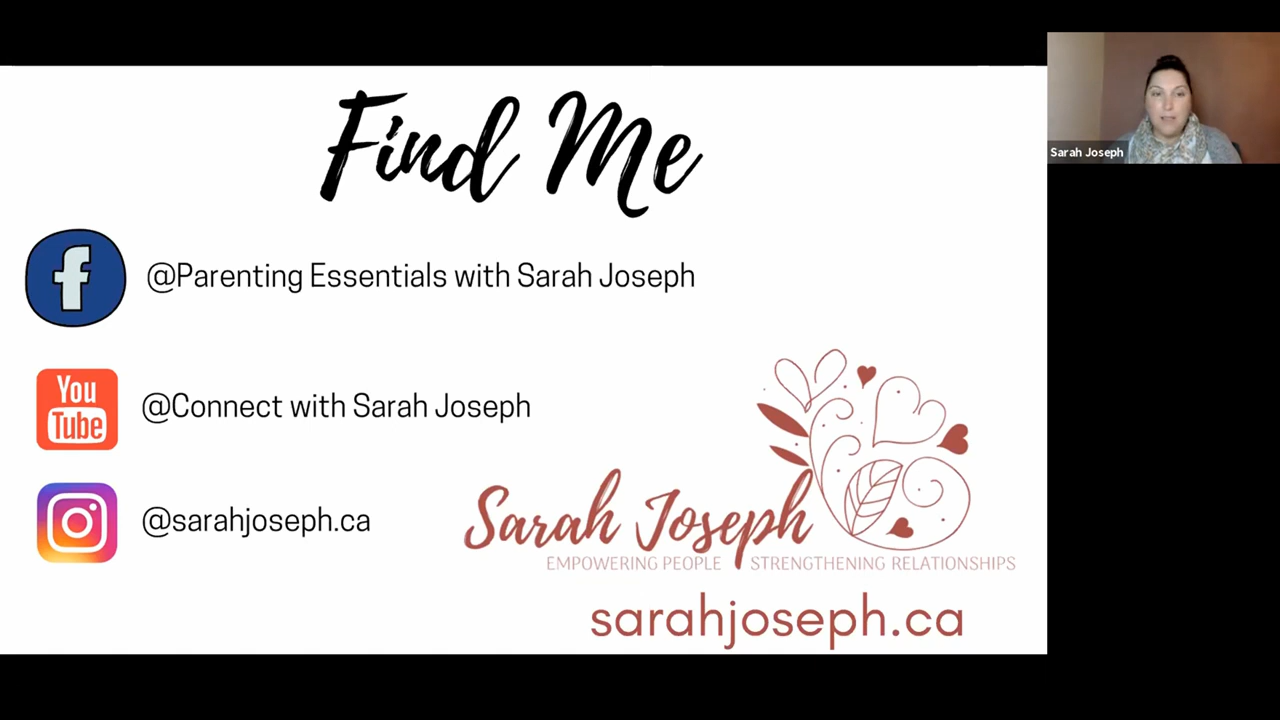 Find Me
@Parenting Essentials with Sarah Joseph
You
Tube
@Connect with Sarah Joseph
@sarahjoseph.ca
Sarah Joseph
EMPOWERING PEOPLE STRENGTHENING RELATIONSHIPS
sarahjoseph.ca
Sarah Joseph